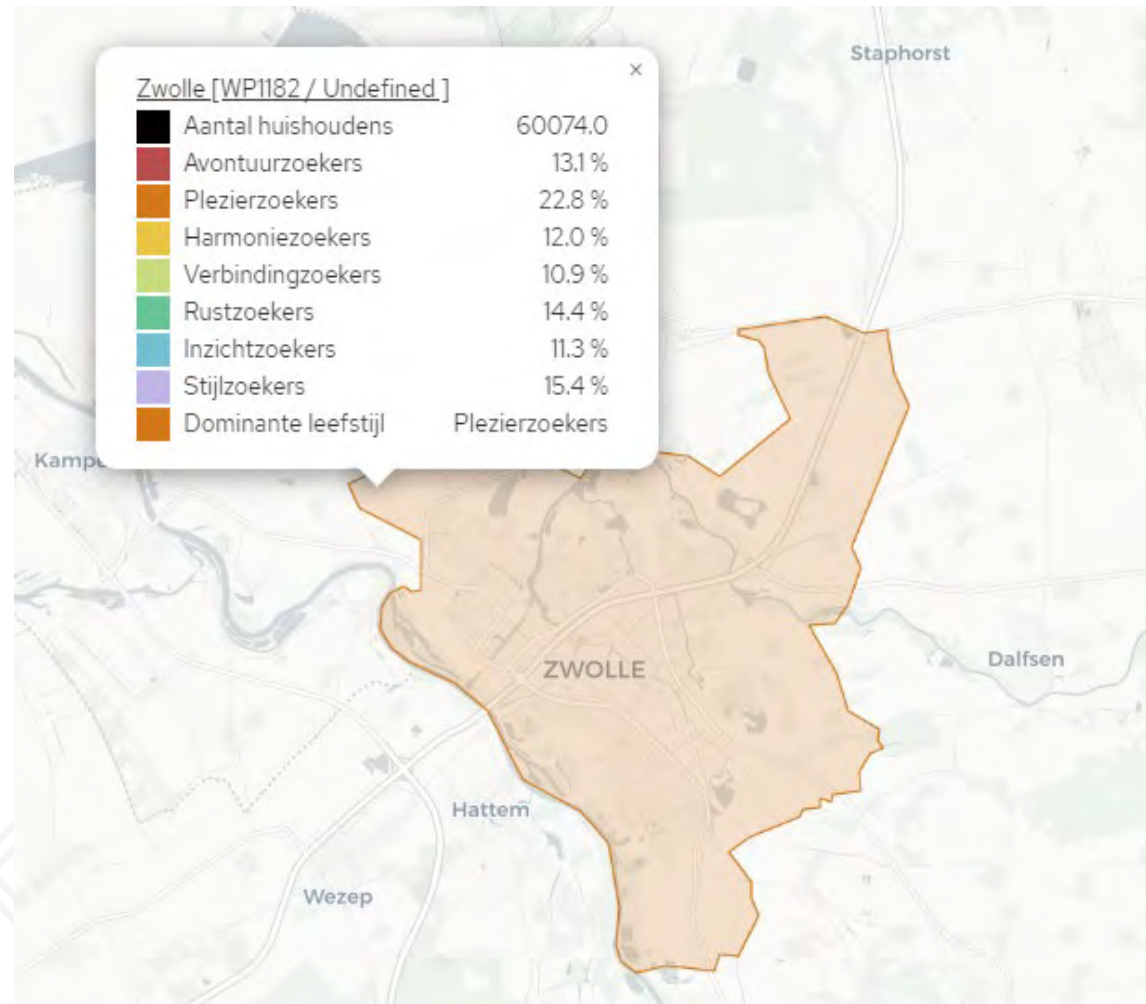 Staphorst
×
Zwolle [WP1182 / Undefined ]
Aantal huishoudens 60074.0
Avontuurzoekers 13.1 %
Plezierzoekers 22.8 %
Harmoniezoekers 12.0 %
Verbindingzoekers 10.9 %
Rustzoekers 14.4 %
Inzichtzoekers 11.3 %
Stijlzoekers 15.4 %
Dominante leefstijl Plezierzoekers
Kampe
ZWOLLE
Dalfsen
Hattem
Wezep